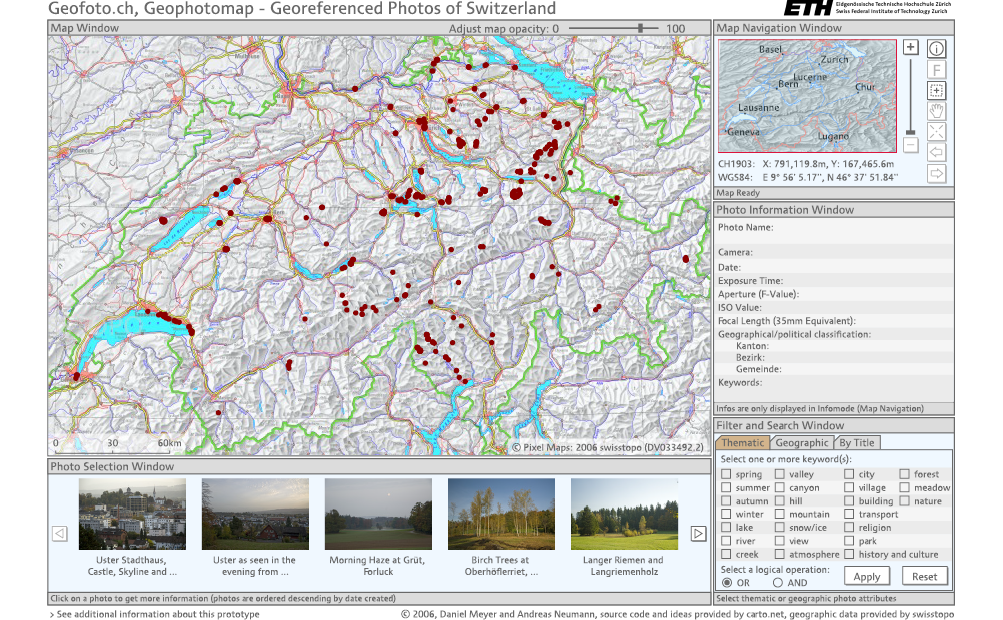 Geofoto.ch, Geophotomap - Georeferenced Photos of Switzerland
ETH Eidgenössische Technische Hochschule Zürich
Swiss Federal Institute of Technology Zurich
Map Window
Adjust map opacity: 0 100
0 30 60km
© Pixel Maps: 2006 swisstopo (DV033492.2)
Map Navigation Window
Basel
Zurich
Lucerne
Bern
Chur
Lausanne
Geneva
Lugano
+
i
F
CH1903: X: 791,119.8m, Y: 167,465.6m
WGS84: E 9° 56' 5.17'', N 46° 37' 51.84''
Map Ready
Photo Information Window
Photo Name:
Camera:
Date:
Exposure Time:
Aperture (F-Value):
ISO Value:
Focal Length (35mm Equivalent):
Geographical/political classification:
Kanton:
Bezirk:
Gemeinde:
Keywords:
Infos are only displayed in Infomode (Map Navigation)
Filter and Search Window
Thematic Geographic By Title
Select one or more keyword(s):
spring valley city forest
summer canyon village meadow
autumn hill building nature
winter mountain transport
lake snow/ice religion
river view park
creek atmosphere history and culture
Select a logical operation:
OR AND Apply Reset
Select thematic or geographic photo attributes
Photo Selection Window
Uster Stadthaus,
Castle, Skyline and ...
Uster as seen in the
evening from ...
Morning Haze at Grüt,
Forluck
Birch Trees at
Oberhöflerriet, ...
Langer Riemen and
Langriemenholz
Click on a photo to get more information (photos are ordered descending by date created)
> See additional information about this prototype
© 2006, Daniel Meyer and Andreas Neumann, source code and ideas provided by carto.net, geographic data provided by swisstopo